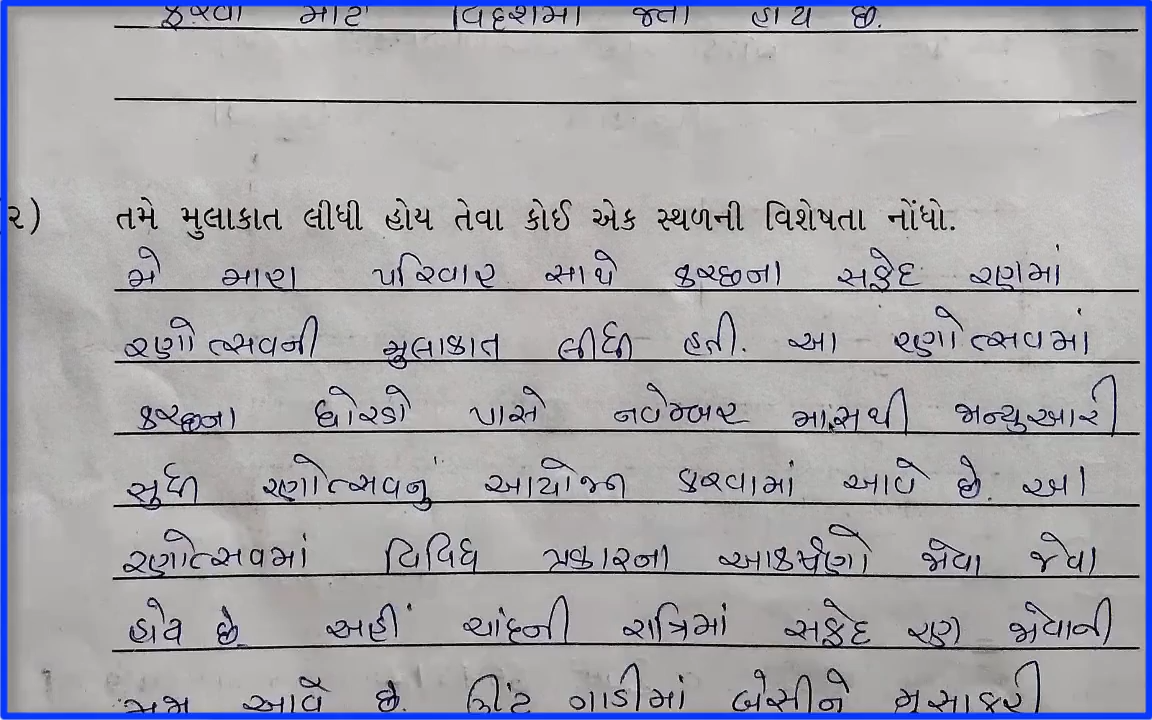 ફરવા માટે વિદેશમાં જતા હોય છે.
૨) તમે મુલાકાત લીધી હોય તેવા કોઈ એક સ્થળની વિશેષતા નોંધો.
મે મારા પરિવાર સાથે કચ્છના સફેદ રણમાં
રણોત્સવની મુલાકાત લીધી હતી. આ રણોત્સવમાં
કચ્છના ધોરડો પાસે નવેમ્બર માસથી જાન્યુઆરી
સુધી રણોત્સવનું આયોજન કરવામાં આવે છે. આ
રણોત્સવમાં વિવિધ પ્રકારના આકર્ષણો જોવા જેવા
હોય છે. અહીં ચાંદની રાત્રિમાં સફેદ રણ જોવાની
મજા આવે છે. ઊંટ ગાડીમાં બેસીને મુસાફરી